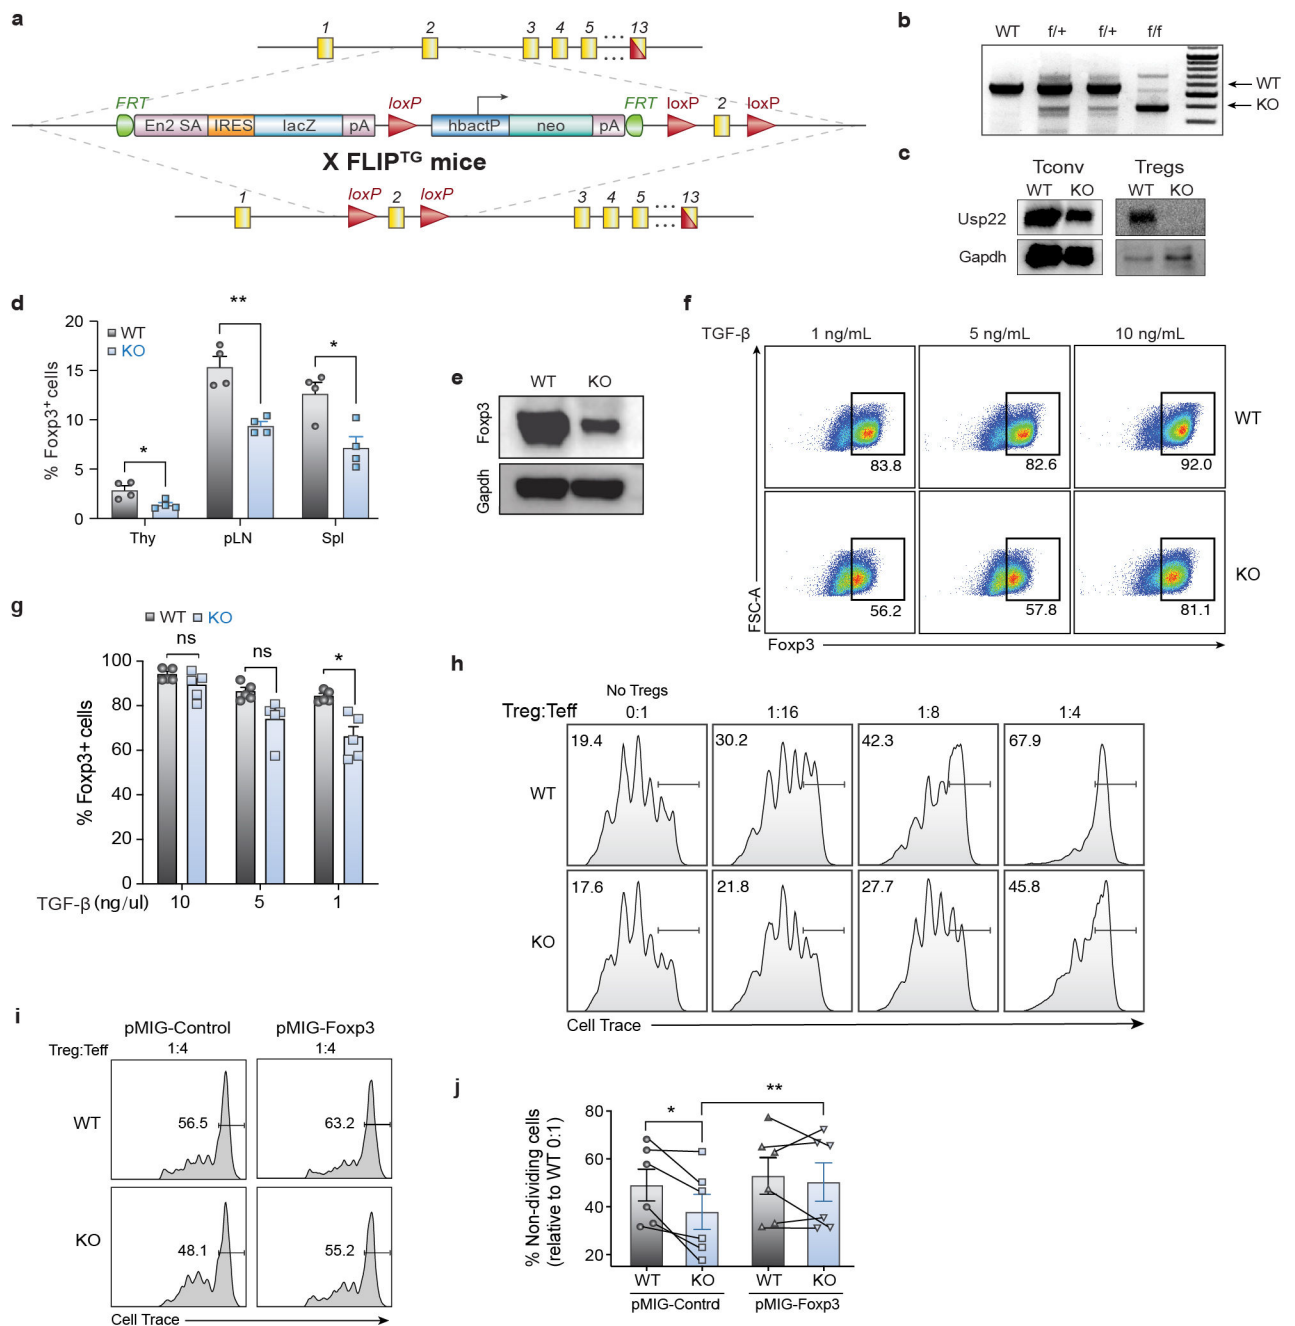 a
1 2 3 4 5 ... 13
FRT loxP FRT loxP loxP
En2 SA IRES lacZ pA hbactP neo pA 2
X FLIPᵀᴳ mice
loxP loxP
1 2 3 4 5 ... 13
b
WT f/+ f/+ f/f
WT
KO
c
Tconv Tregs
WT KO WT KO
Usp22
Gapdh
d
% Foxp3⁺ cells
20
15
10
5
0
WT
KO
* ** *
Thy pLN Spl
e
WT KO
Foxp3
Gapdh
f
TGF-β 1 ng/mL 5 ng/mL 10 ng/mL
WT
83.8 82.6 92.0
KO
56.2 57.8 81.1
FSC-A
Foxp3
g
WT KO
ns ns *
% Foxp3+ cells
100
80
60
40
20
0
TGF-β (ng/ul) 10 5 1
h
No Tregs
Treg:Teff 0:1 1:16 1:8 1:4
WT
19.4 30.2 42.3 67.9
KO
17.6 21.8 27.7 45.8
Cell Trace
i
pMIG-Control pMIG-Foxp3
Treg:Teff 1:4 1:4
WT
56.5 63.2
KO
48.1 55.2
Cell Trace
j
% Non-dividing cells
(relative to WT 0:1)
80
60
40
20
* **
WT KO WT KO
pMIG-Contrd pMIG-Foxp3